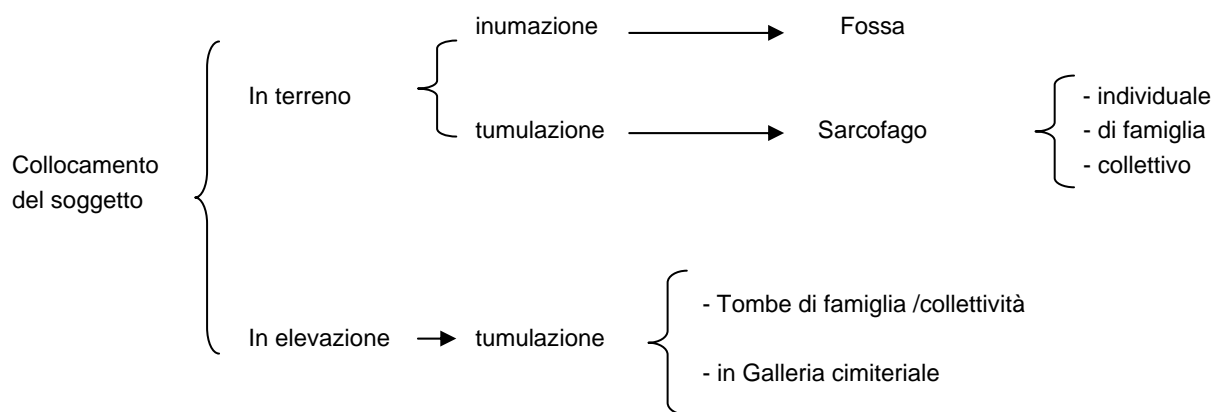 Collocamento
del soggetto
In terreno
inumazione
Fossa
tumulazione
Sarcofago
- individuale
- di famiglia
- collettivo
In elevazione
tumulazione
- Tombe di famiglia /collettività
- in Galleria cimiteriale